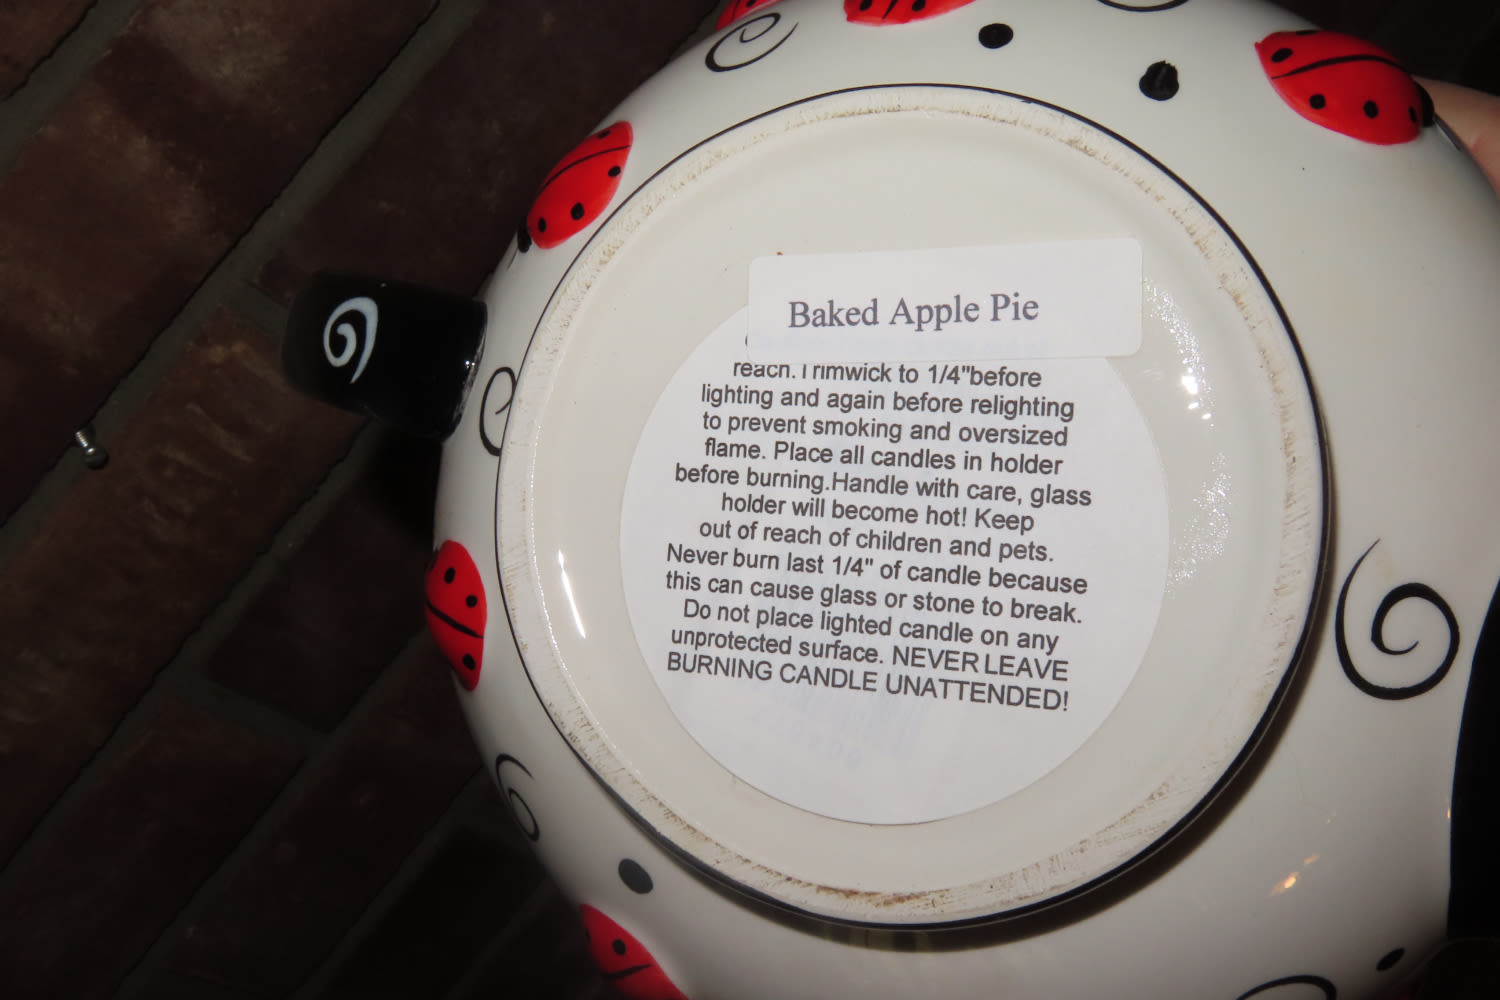 Baked Apple Pie
reach. Trimwick to 1/4"before
lighting and again before relighting
to prevent smoking and oversized
flame. Place all candles in holder
before burning.Handle with care, glass
holder will become hot! Keep
out of reach of children and pets.
Never burn last 1/4" of candle because
this can cause glass or stone to break.
Do not place lighted candle on any
unprotected surface. NEVER LEAVE
BURNING CANDLE UNATTENDED!